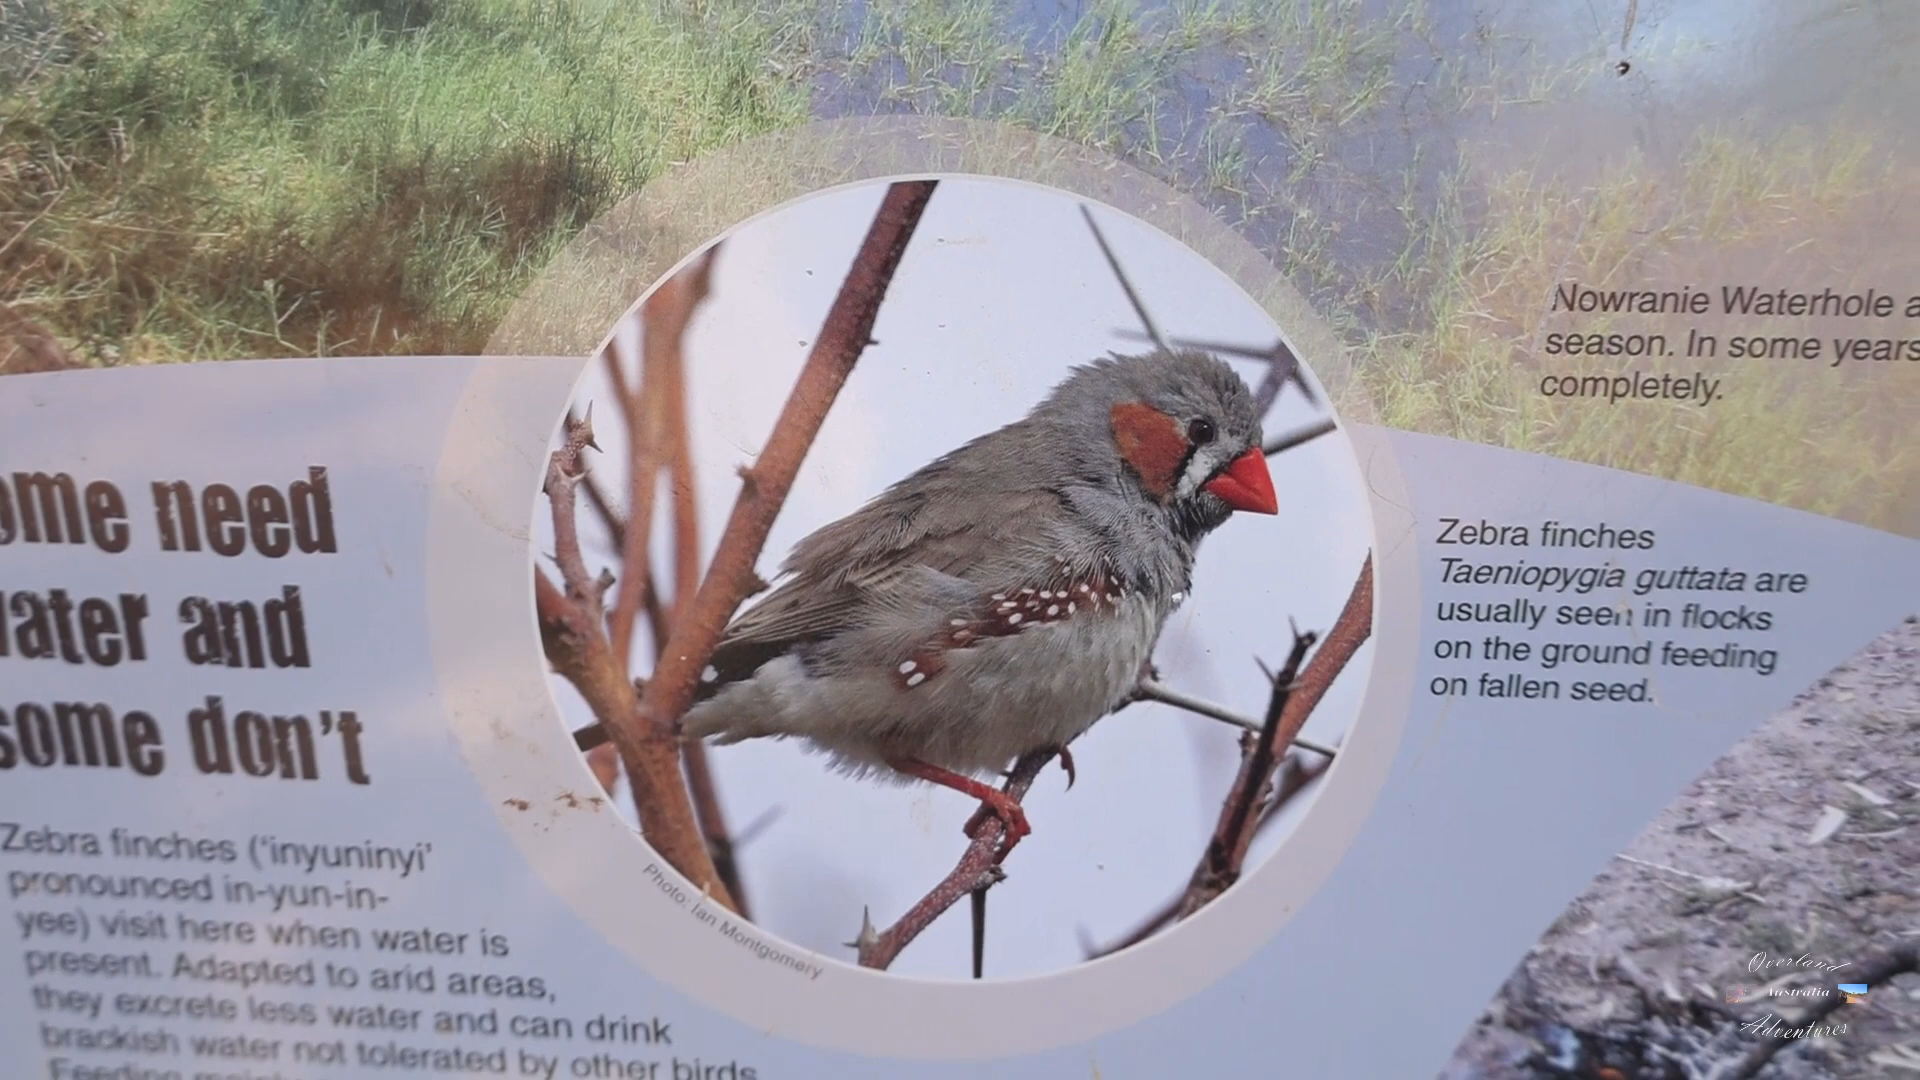 Nowranie Waterhole
season. In some years
completely.
need
and
some don't
Zebra finches
Taeniopygia guttata are
usually seen in flocks
on the ground feeding
on fallen seed.
Zebra finches ('inyuninyi'
pronounced in-yun-in-
yee) visit here when water is
present. Adapted to arid areas,
they excrete less water and can drink
brackish water not tolerated by other birds.
Feeding
Photo: Ian Montgomery
Overland
Australia
Adventures